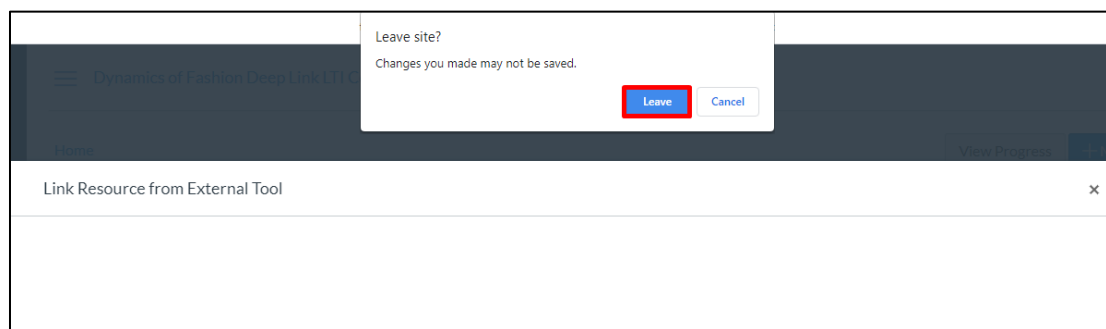 Leave site?
Changes you made may not be saved.
Leave Cancel
Dynamics of Fashion Deep Link LTI C
Home View Progress
Link Resource from External Tool